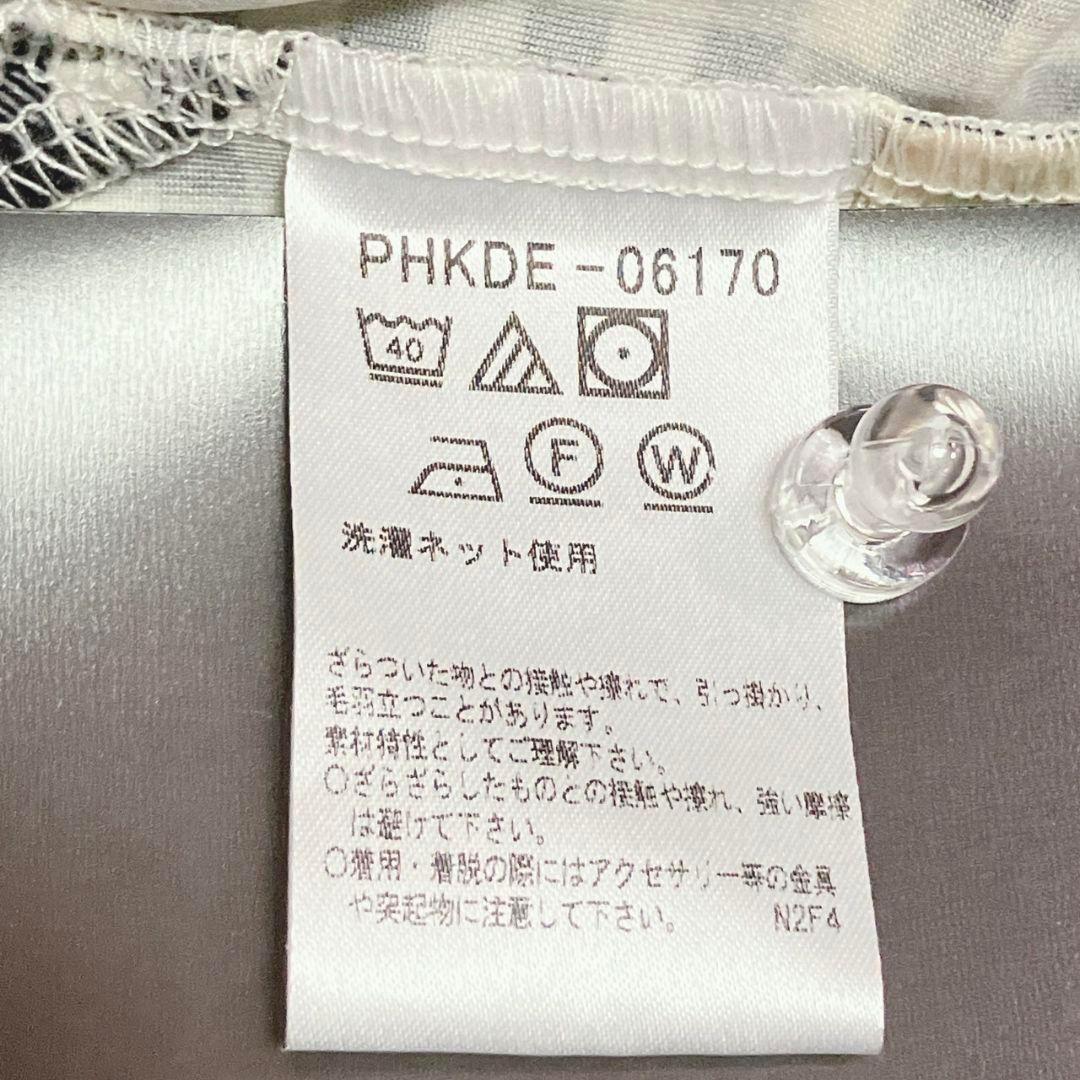 PHKDE-06170
40
F W
洗濯ネット使用
ざらついた物との接触や擦れで、引っ掛かり、
毛羽立つことがあります。
素材特性としてご理解下さい。
○ざらざらしたものとの接触や擦れ、強い摩擦
は避けて下さい。
○着用・着脱の際にはアクセサリー等の金具
や突起物に注意して下さい。 N2F4